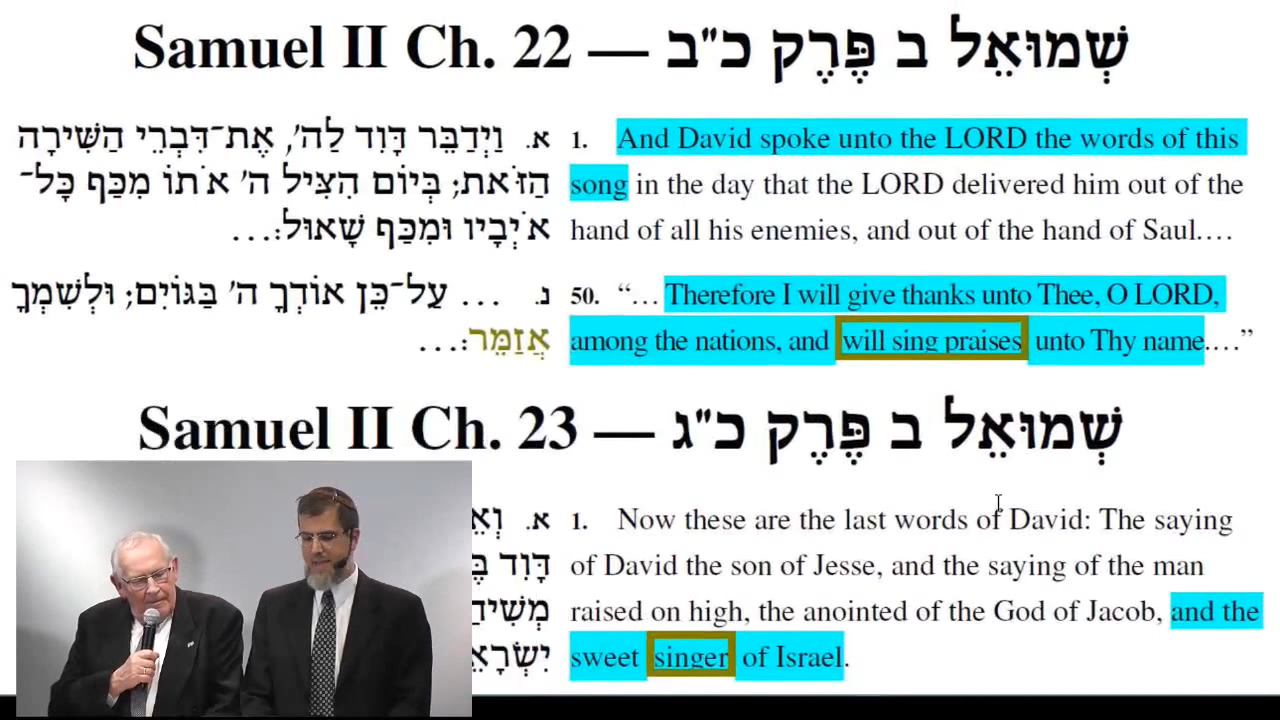 Samuel II Ch. 22 — שְׁמוּאֵל ב פֶּרֶק כ"ב
א. וַיְדַבֵּר דָּוִד לַה', אֶת־דִּבְרֵי הַשִּׁירָה
הַזֹּאת; בְּיוֹם הִצִּיל ה' אֹתוֹ מִכַּף כָּל־
אֹיְבָיו וּמִכַּף שָׁאוּל:…
1. And David spoke unto the LORD the words of this
song in the day that the LORD delivered him out of the
hand of all his enemies, and out of the hand of Saul.…
נ. … עַל־כֵּן אוֹדְךָ ה' בַּגּוֹיִם; וּלְשִׁמְךָ
אֲזַמֵּר:…
50. “… Therefore I will give thanks unto Thee, O LORD,
among the nations, and will sing praises unto Thy name.…”
Samuel II Ch. 23 — שְׁמוּאֵל ב פֶּרֶק כ"ג
א.
דָּוִד
1. Now these are the last words of David: The saying
of David the son of Jesse, and the saying of the man
raised on high, the anointed of the God of Jacob, and the
sweet singer of Israel.